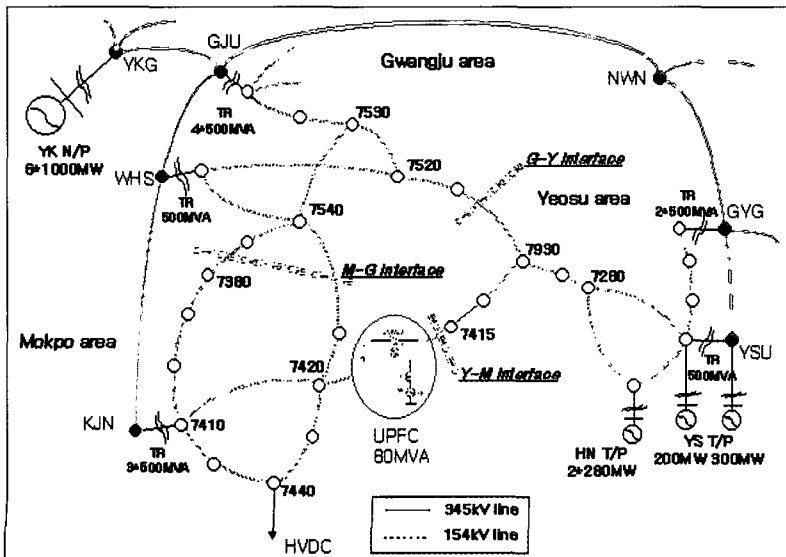 GJU
YKG
Gwangju area
NWN
TR
4*500MVA
7590
YK N/P
6*1000MW
WHS
TR
500MVA
7520
G-Y interface
Yeosu area
TR
2*500MVA
GYG
7540
7930
7380
M-G interface
7280
7415
Mokpo area
7420
Y-M interface
YSU
TR
500MVA
KJN
7410
UPFC
80MVA
TR
3*500MVA
HN T/P
2*280MW
YS T/P
200MW 300MW
7440
HVDC
345kV line
154kV line